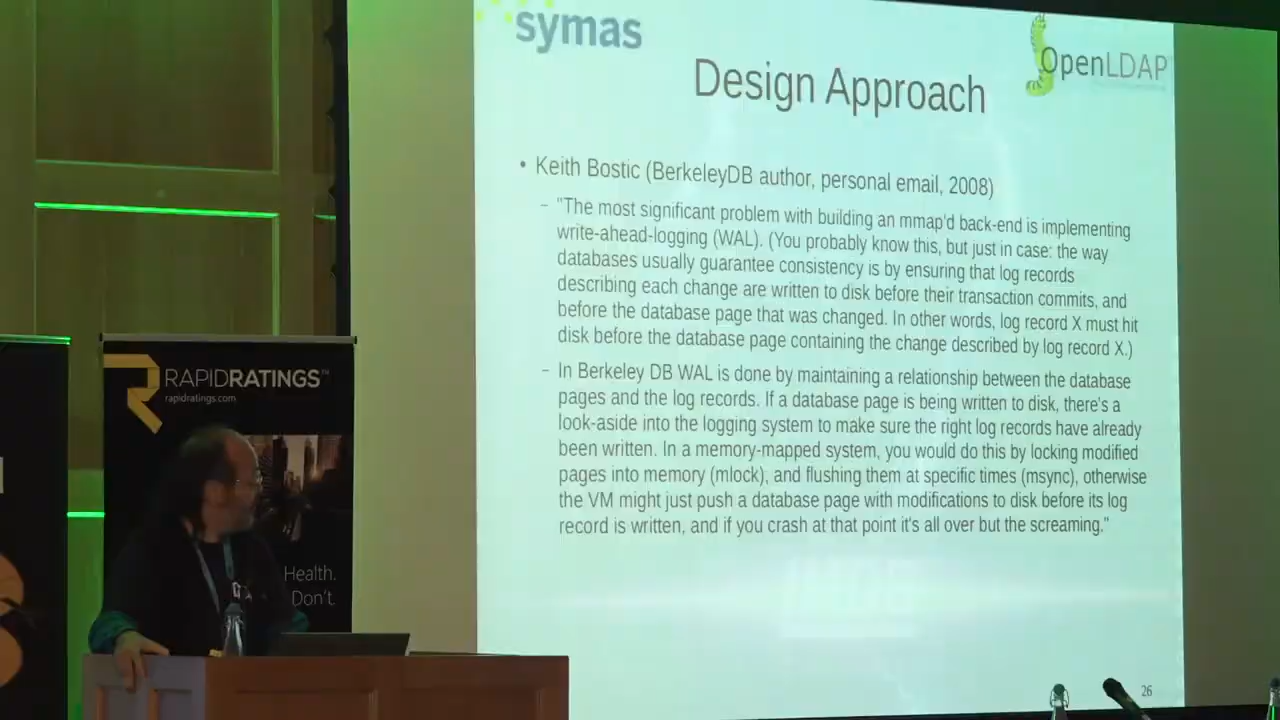 symas
OpenLDAP
Design Approach
• Keith Bostic (BerkeleyDB author, personal email, 2008)
– "The most significant problem with building an mmap'd back-end is implementing
write-ahead-logging (WAL). (You probably know this, but just in case: the way
databases usually guarantee consistency is by ensuring that log records
describing each change are written to disk before their transaction commits, and
before the database page that was changed. In other words, log record X must hit
disk before the database page containing the change described by log record X.)
– In Berkeley DB WAL is done by maintaining a relationship between the database
pages and the log records. If a database page is being written to disk, there's a
look-aside into the logging system to make sure the right log records have already
been written. In a memory-mapped system, you would do this by locking modified
pages into memory (mlock), and flushing them at specific times (msync), otherwise
the VM might just push a database page with modifications to disk before its log
record is written, and if you crash at that point it's all over but the screaming."
26
RAPIDRATINGS™
rapidratings.com
Health.
Don't.